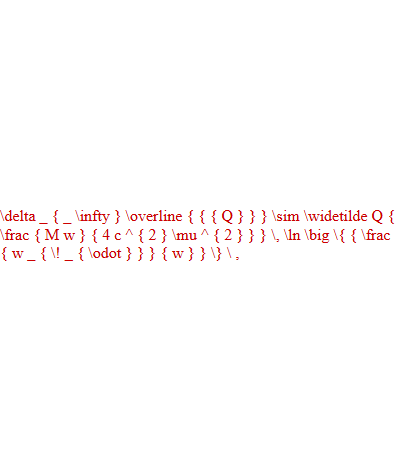 \delta _ { _ \infty } \overline { { { Q } } } \sim \widetilde Q {
\frac { M w } { 4 c ^ { 2 } \mu ^ { 2 } } } \, \ln \big \{ { \frac
{ w _ { \! _ { \odot } } } { w } } \} \ ,